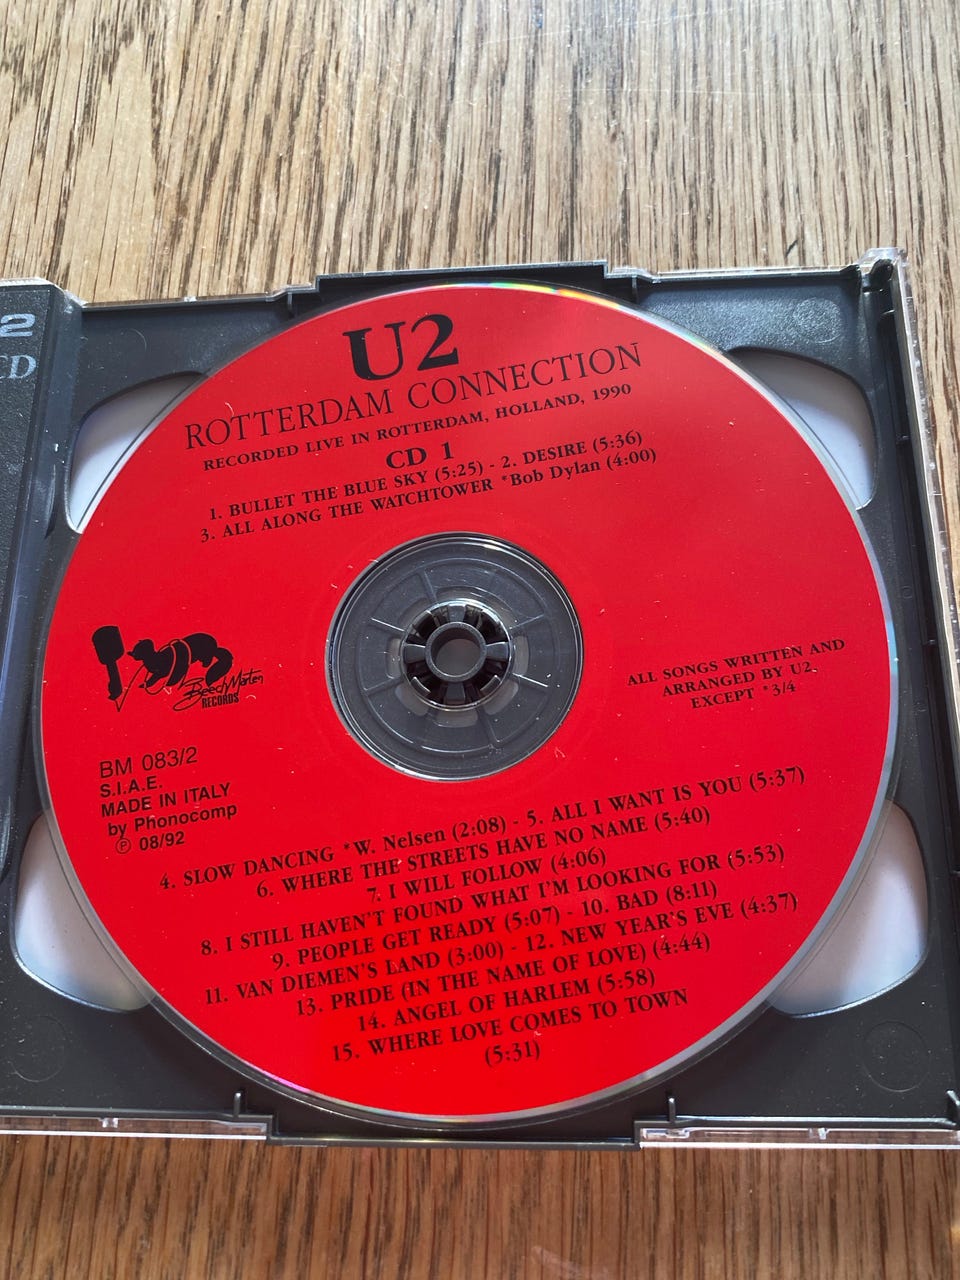 2
CD
U2
ROTTERDAM CONNECTION
RECORDED LIVE IN ROTTERDAM, HOLLAND, 1990
CD 1
1. BULLET THE BLUE SKY (5:25) - 2. DESIRE (5:36)
3. ALL ALONG THE WATCHTOWER *Bob Dylan (4:00)
Beech Marten
RECORDS
ALL SONGS WRITTEN AND
ARRANGED BY U2,
EXCEPT *3/4
BM 083/2
S.I.A.E.
MADE IN ITALY
by Phonocomp
℗ 08/92
4. SLOW DANCING *W. Nelsen (2:08) - 5. ALL I WANT IS YOU (5:37)
6. WHERE THE STREETS HAVE NO NAME (5:40)
7. I WILL FOLLOW (4:06)
8. I STILL HAVEN'T FOUND WHAT I'M LOOKING FOR (5:53)
9. PEOPLE GET READY (5:07) - 10. BAD (8:11)
11. VAN DIEMEN'S LAND (3:00) - 12. NEW YEAR'S EVE (4:37)
13. PRIDE (IN THE NAME OF LOVE) (4:44)
14. ANGEL OF HARLEM (5:58)
15. WHERE LOVE COMES TO TOWN
(5:31)